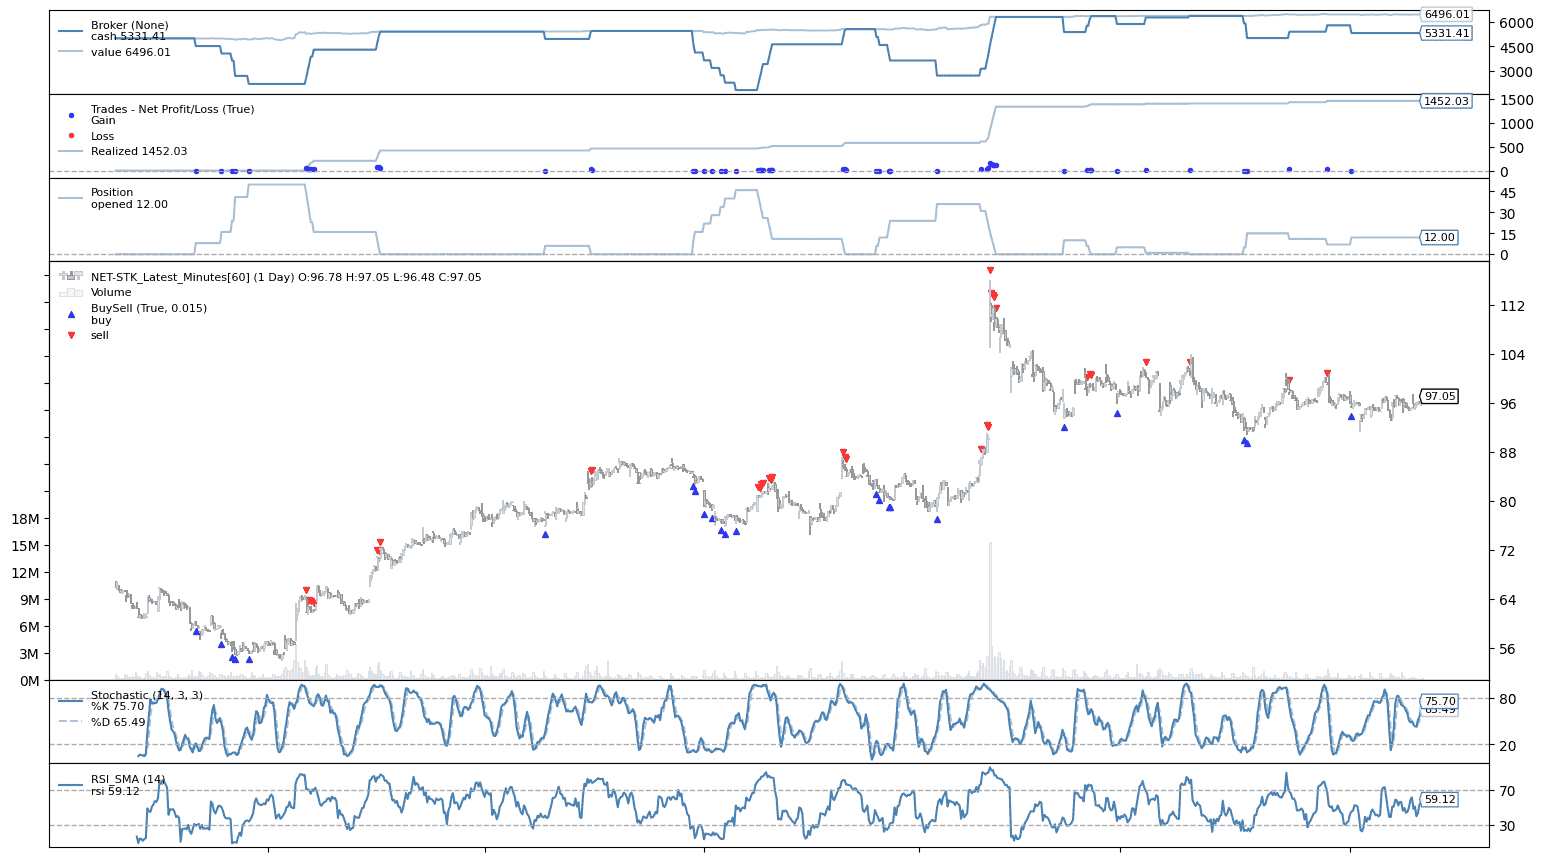 Broker (None)
cash 5331.41
value 6496.01
6496.01
6000
5331.41
4500
3000
Trades - Net Profit/Loss (True)
Gain
Loss
Realized 1452.03
1500
1452.03
1000
500
0
Position
opened 12.00
45
30
15
12.00
0
NET-STK_Latest_Minutes[60] (1 Day) O:96.78 H:97.05 L:96.48 C:97.05
Volume
BuySell (True, 0.015)
buy
sell
112
104
97.05
96
88
80
72
64
56
18M
15M
12M
9M
6M
3M
0M
Stochastic (14, 3, 3)
%K 75.70
%D 65.49
80
75.70
65.49
20
RSI_SMA (14)
rsi 59.12
70
59.12
30